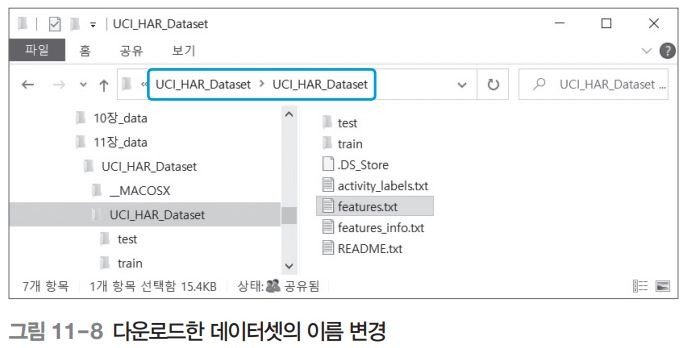 UCI_HAR_Dataset
파일 홈 공유 보기
« UCI_HAR_Dataset > UCI_HAR_Dataset
UCI_HAR_Dataset ...
10장_data
11장_data
UCI_HAR_Dataset
__MACOSX
UCI_HAR_Dataset
test
train
test
train
.DS_Store
activity_labels.txt
features.txt
features_info.txt
README.txt
7개 항목 1개 항목 선택함 15.4KB 상태: 공유됨
그림 11-8 다운로드한 데이터셋의 이름 변경